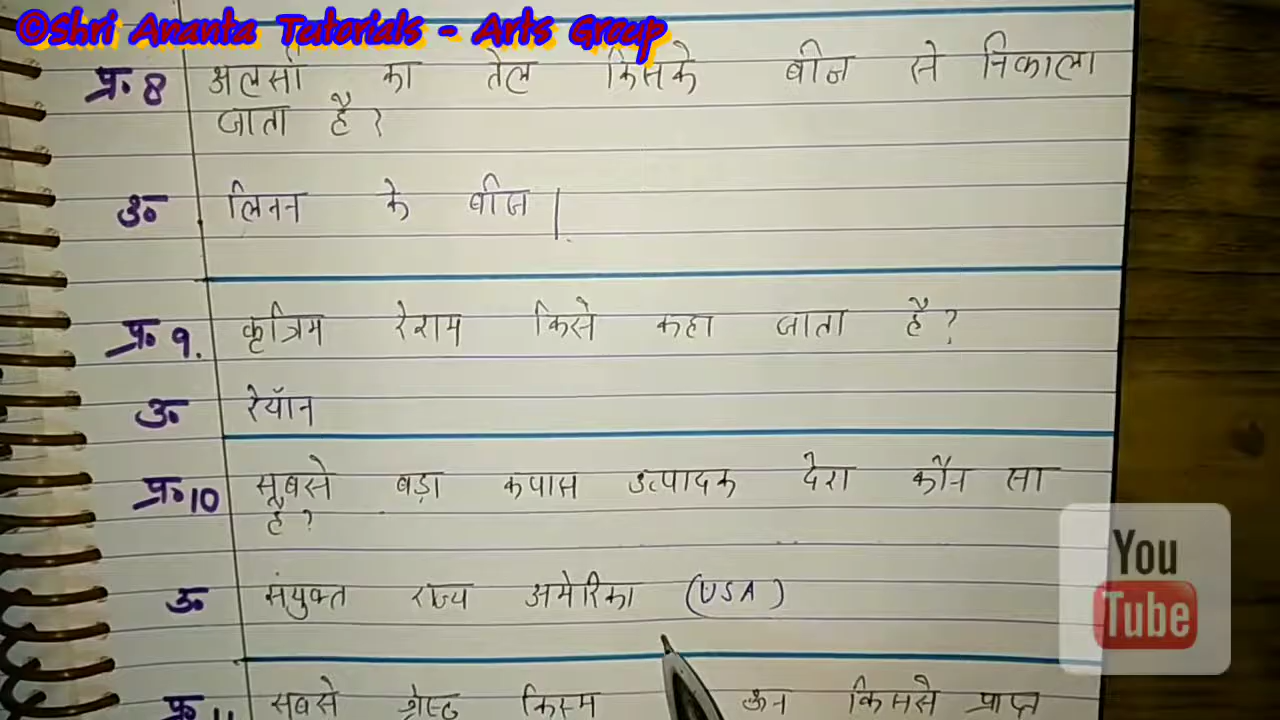 ©Shri Ananta Tutorials - Arts Group
प्र. 8 अलसी का तेल किसके बीज से निकाला
जाता है?
उ॰ लिनन के बीज |
प्र. 9. कृत्रिम रेशम किसे कहा जाता है?
उ॰ रेयॉन
प्र॰ 10 सबसे बड़ा कपास उत्पादक देश कौन सा
है?
उ॰ संयुक्त राज्य अमेरिका (USA)
प्र॰ 11 सबसे श्रेष्ठ किस्म ऊन किससे प्राप्त
You
Tube